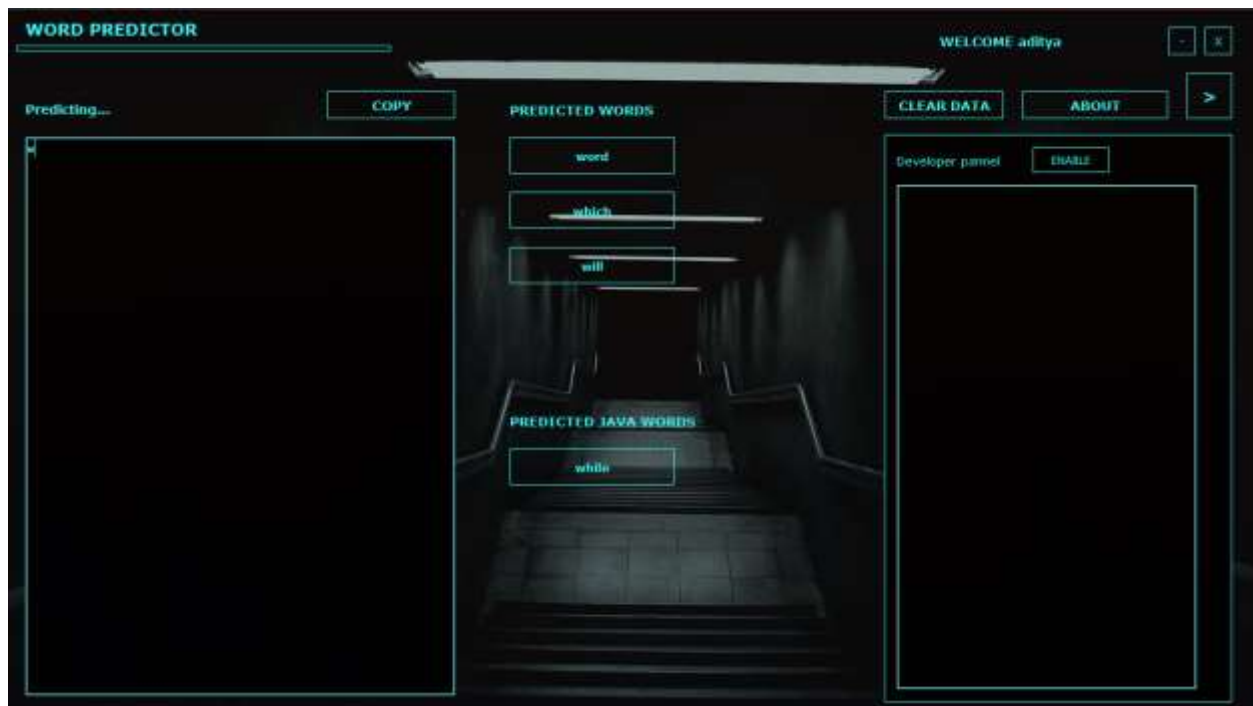 WORD PREDICTOR
WELCOME aditya
-
x
Predicting...
COPY
PREDICTED WORDS
CLEAR DATA
ABOUT
>
w
word
Developer pannel
ENABLE
which
will
PREDICTED JAVA WORDS
while